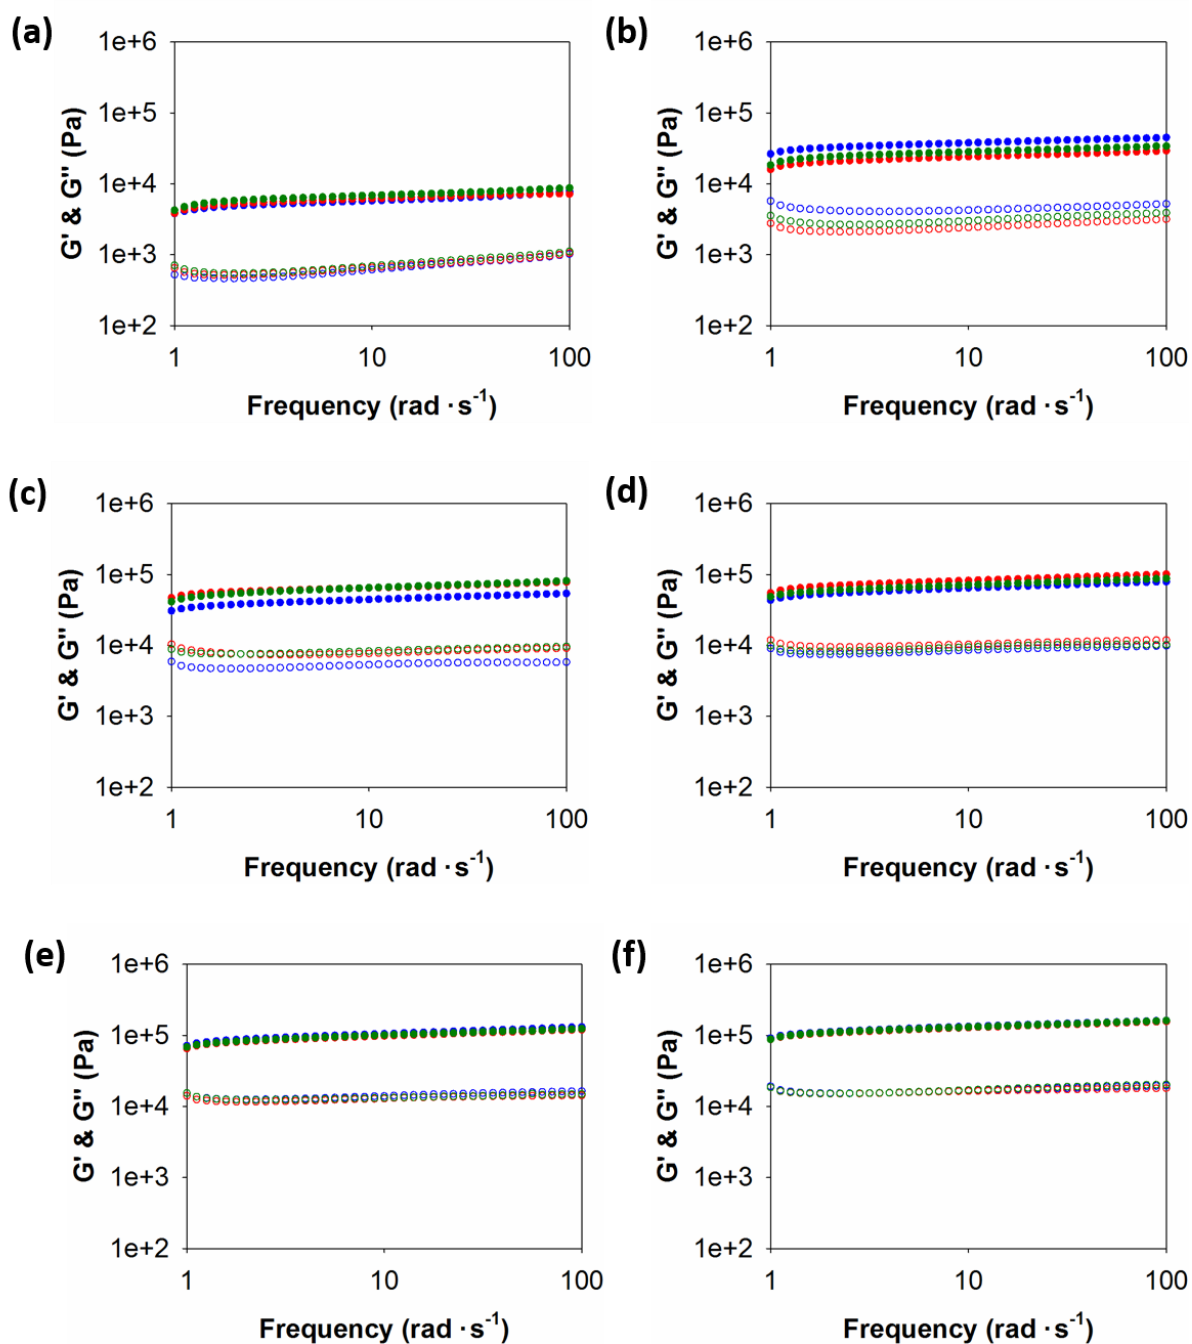 (a)
1e+6
1e+5
1e+4
1e+3
1e+2
G' & G'' (Pa)
1 10 100
Frequency (rad · s-1)
(b)
1e+6
1e+5
1e+4
1e+3
1e+2
G' & G'' (Pa)
1 10 100
Frequency (rad · s-1)
(c)
1e+6
1e+5
1e+4
1e+3
1e+2
G' & G'' (Pa)
1 10 100
Frequency (rad · s-1)
(d)
1e+6
1e+5
1e+4
1e+3
1e+2
G' & G'' (Pa)
1 10 100
Frequency (rad · s-1)
(e)
1e+6
1e+5
1e+4
1e+3
1e+2
G' & G'' (Pa)
1 10 100
Frequency (rad · s-1)
(f)
1e+6
1e+5
1e+4
1e+3
1e+2
G' & G'' (Pa)
1 10 100
Frequency (rad · s-1)